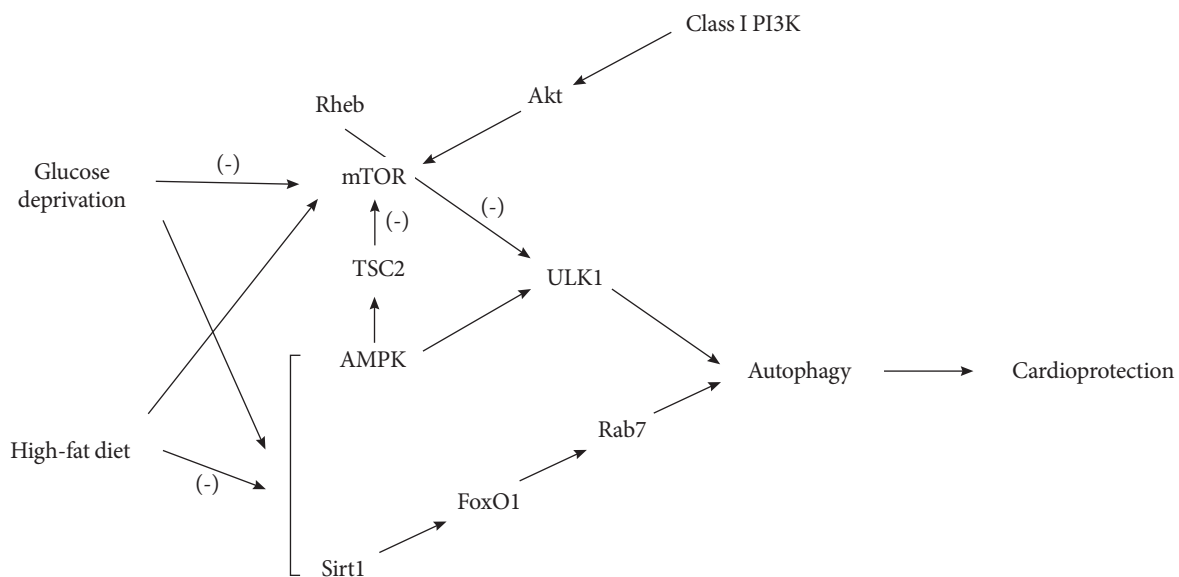 Class I PI3K
Akt
Rheb
(-)
Glucose
deprivation
mTOR
(-)
(-)
TSC2
ULK1
AMPK
Autophagy
Cardioprotection
Rab7
High-fat diet
(-)
FoxO1
Sirt1